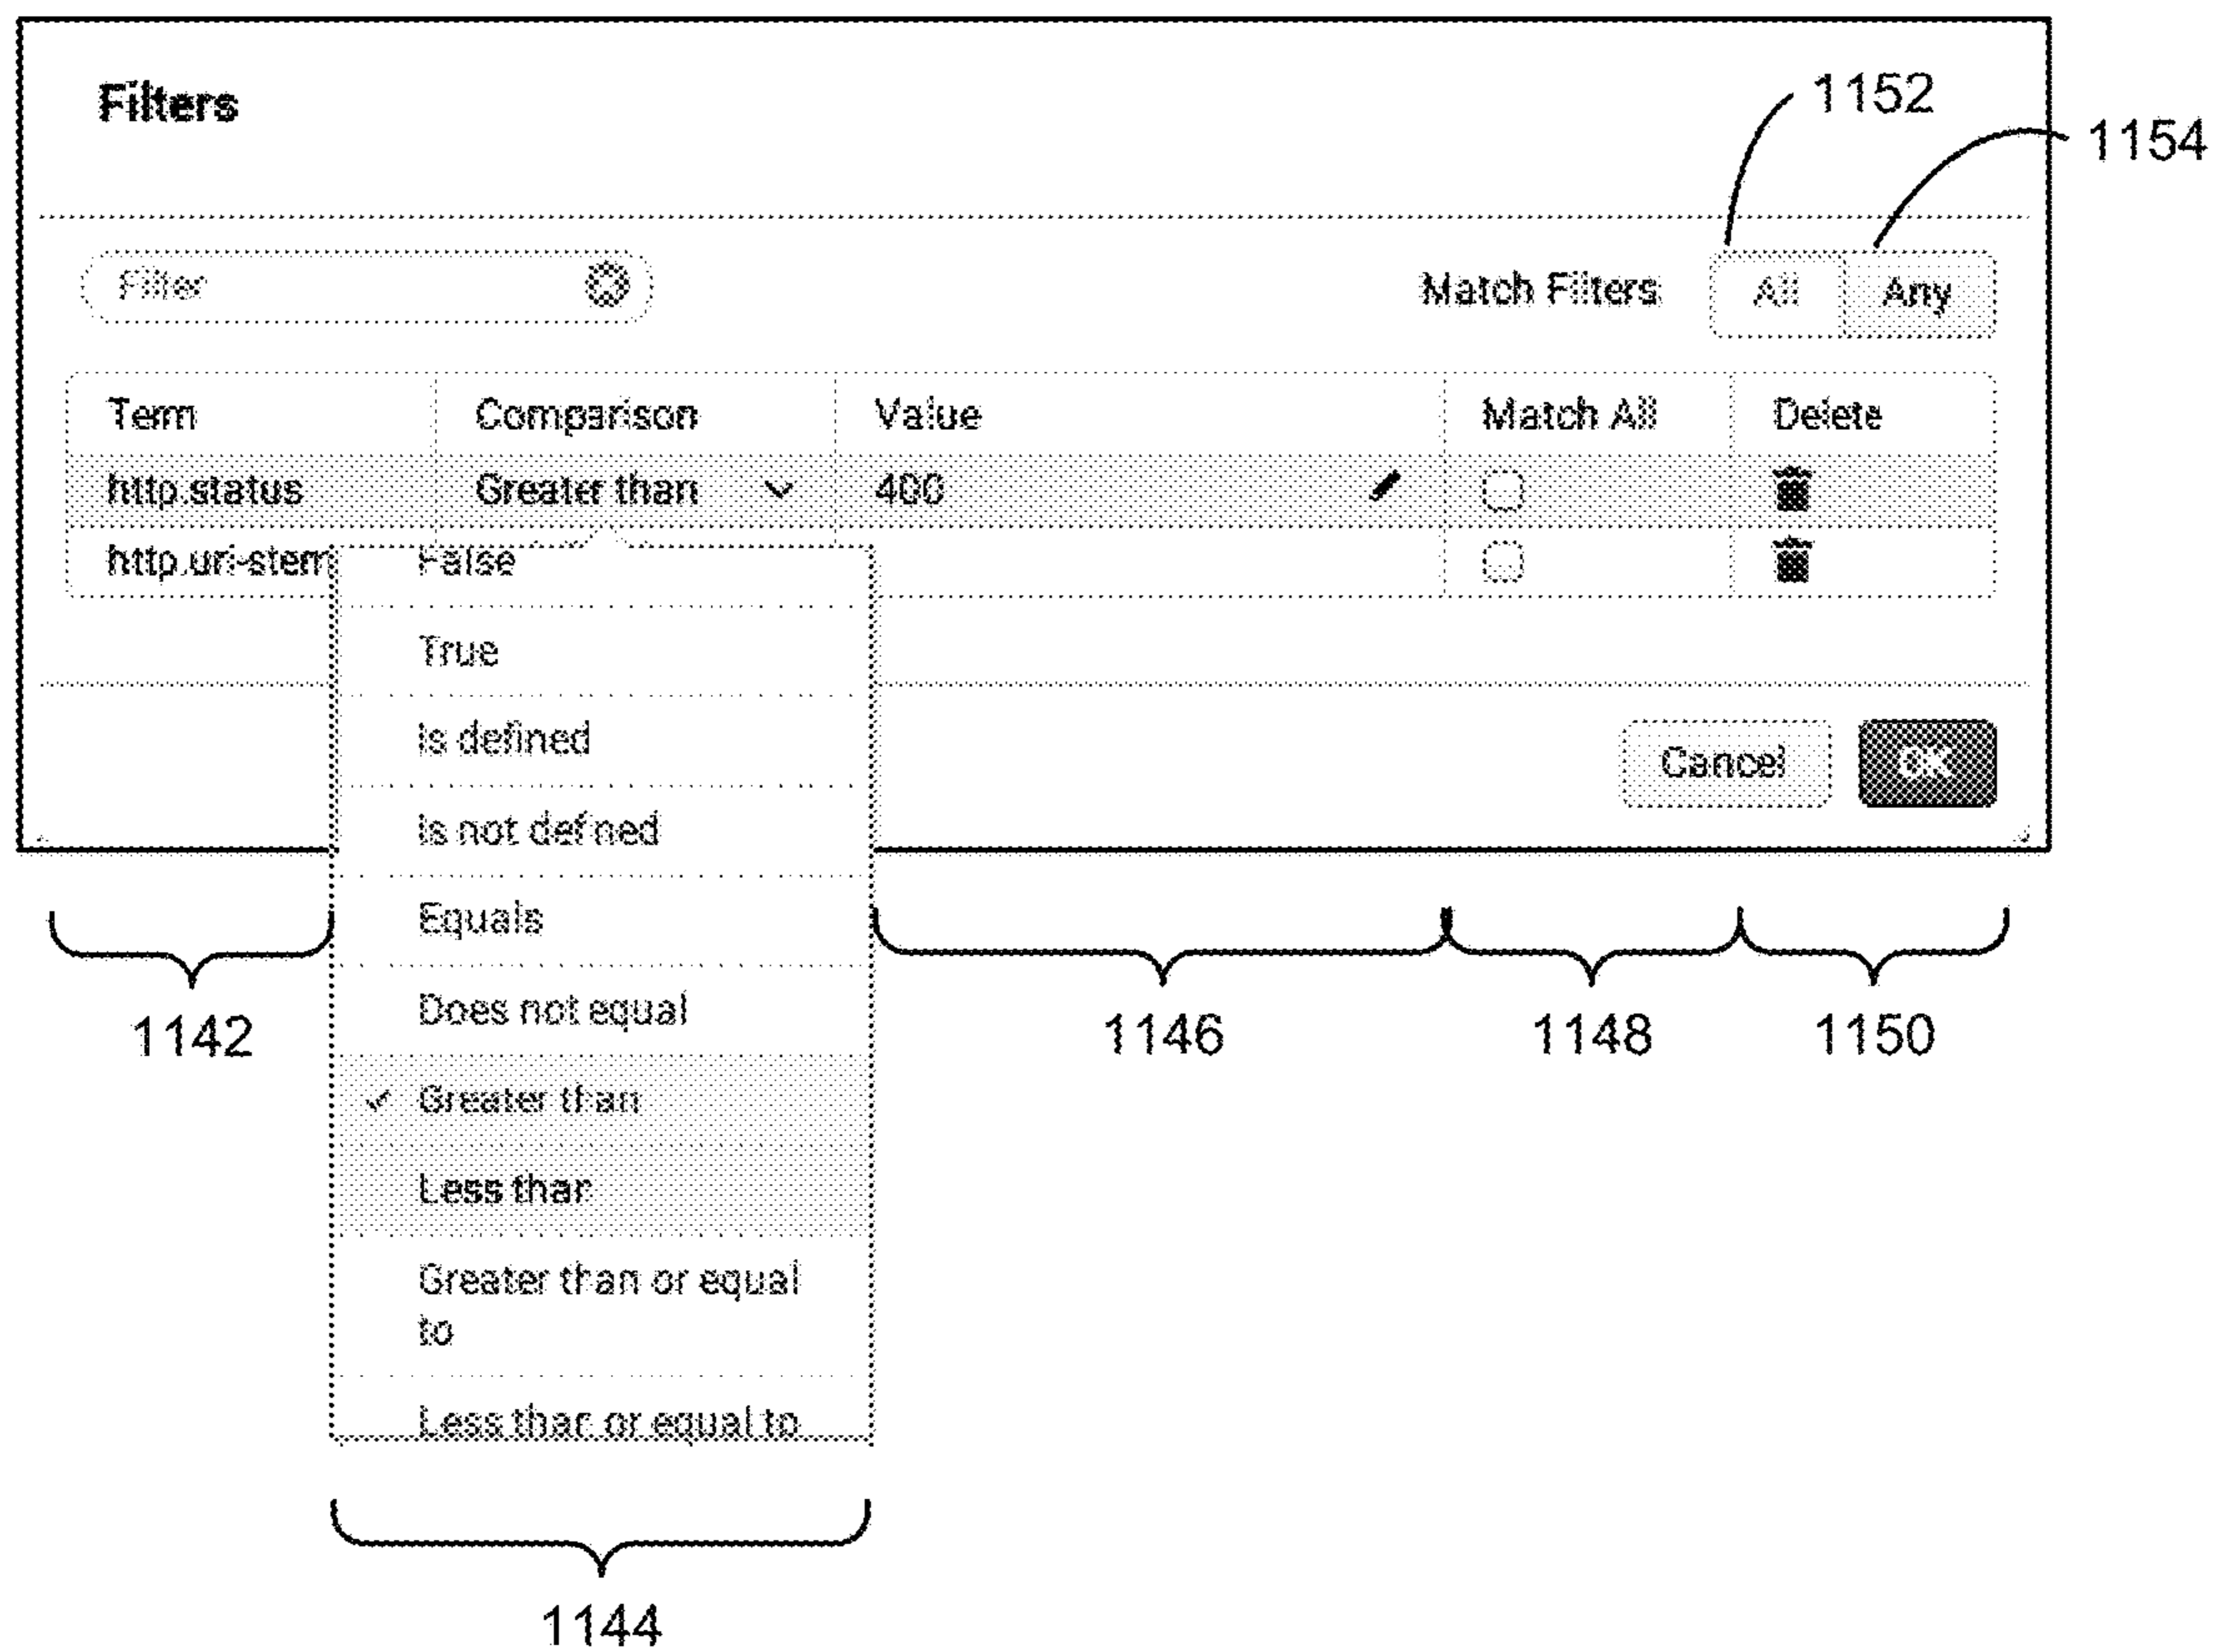 Filters
1152
1154
Filter
Match Filters All Any
Term Comparison Value Match All Delete
http.status Greater than 400
http.uri-stem
False
True
Is defined
Is not defined
Equals
Does not equal
Greater than
Less than
Greater than or equal
to
Less than or equal to
Cancel OK
1142
1146
1148
1150
1144